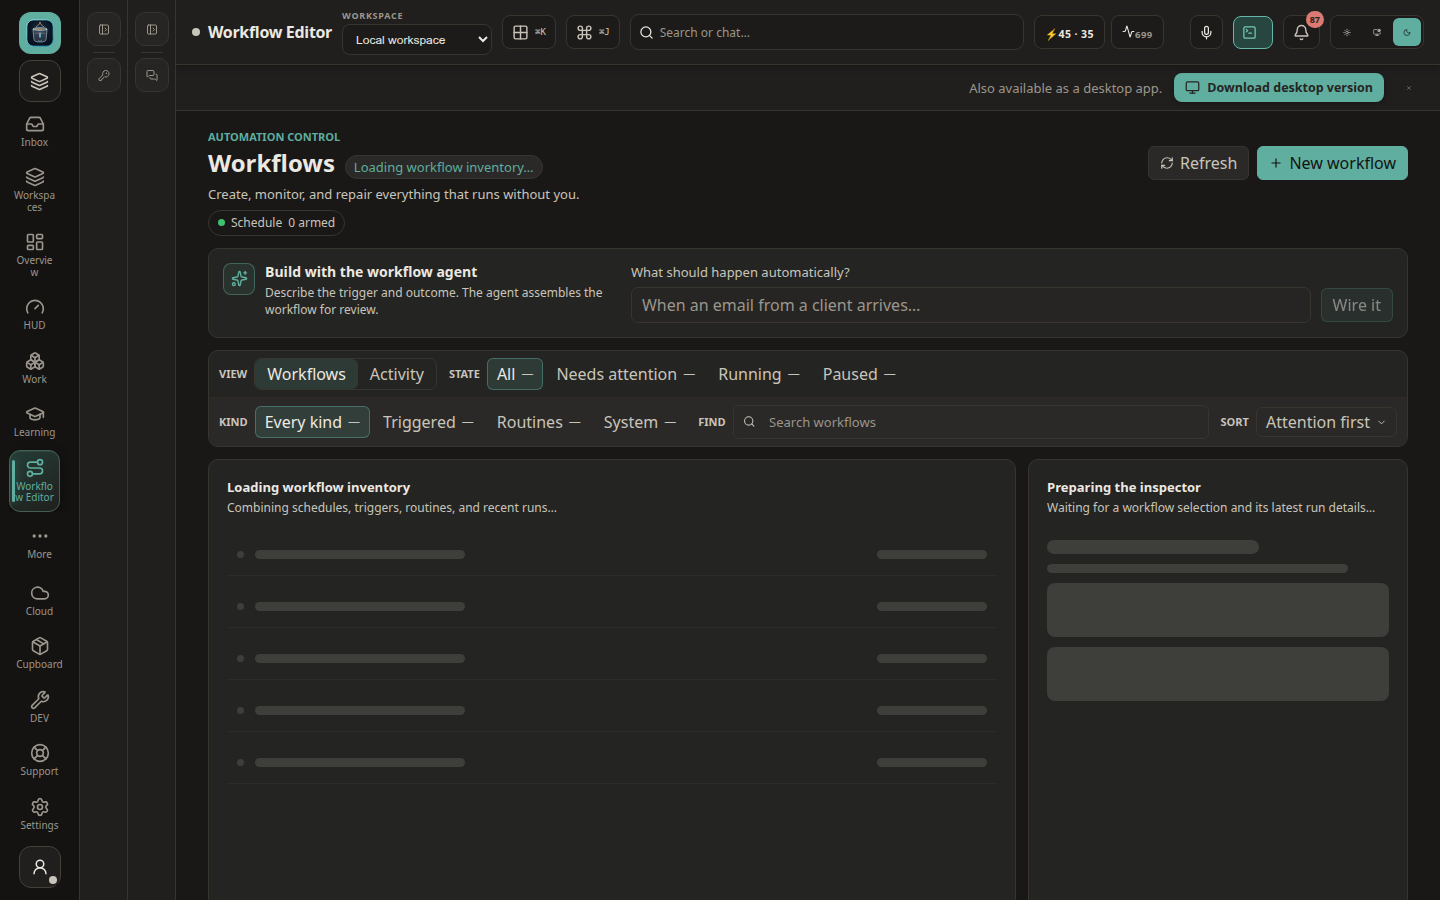 Workflow Editor
WORKSPACE
Local workspace
⌘K
⌘J
Search or chat...
⚡45 · 35
699
87
Inbox
Workspa
ces
Overvie
w
HUD
Work
Learning
Workflo
w Editor
More
Cloud
Cupboard
DEV
Support
Settings
Also available as a desktop app.
Download desktop version
×
AUTOMATION CONTROL
Workflows
Loading workflow inventory...
Create, monitor, and repair everything that runs without you.
Schedule 0 armed
Refresh
New workflow
Build with the workflow agent
Describe the trigger and outcome. The agent assembles the
workflow for review.
What should happen automatically?
When an email from a client arrives...
Wire it
VIEW Workflows Activity STATE All — Needs attention — Running — Paused —
KIND Every kind — Triggered — Routines — System — FIND Search workflows SORT Attention first
Loading workflow inventory
Combining schedules, triggers, routines, and recent runs...
Preparing the inspector
Waiting for a workflow selection and its latest run details...